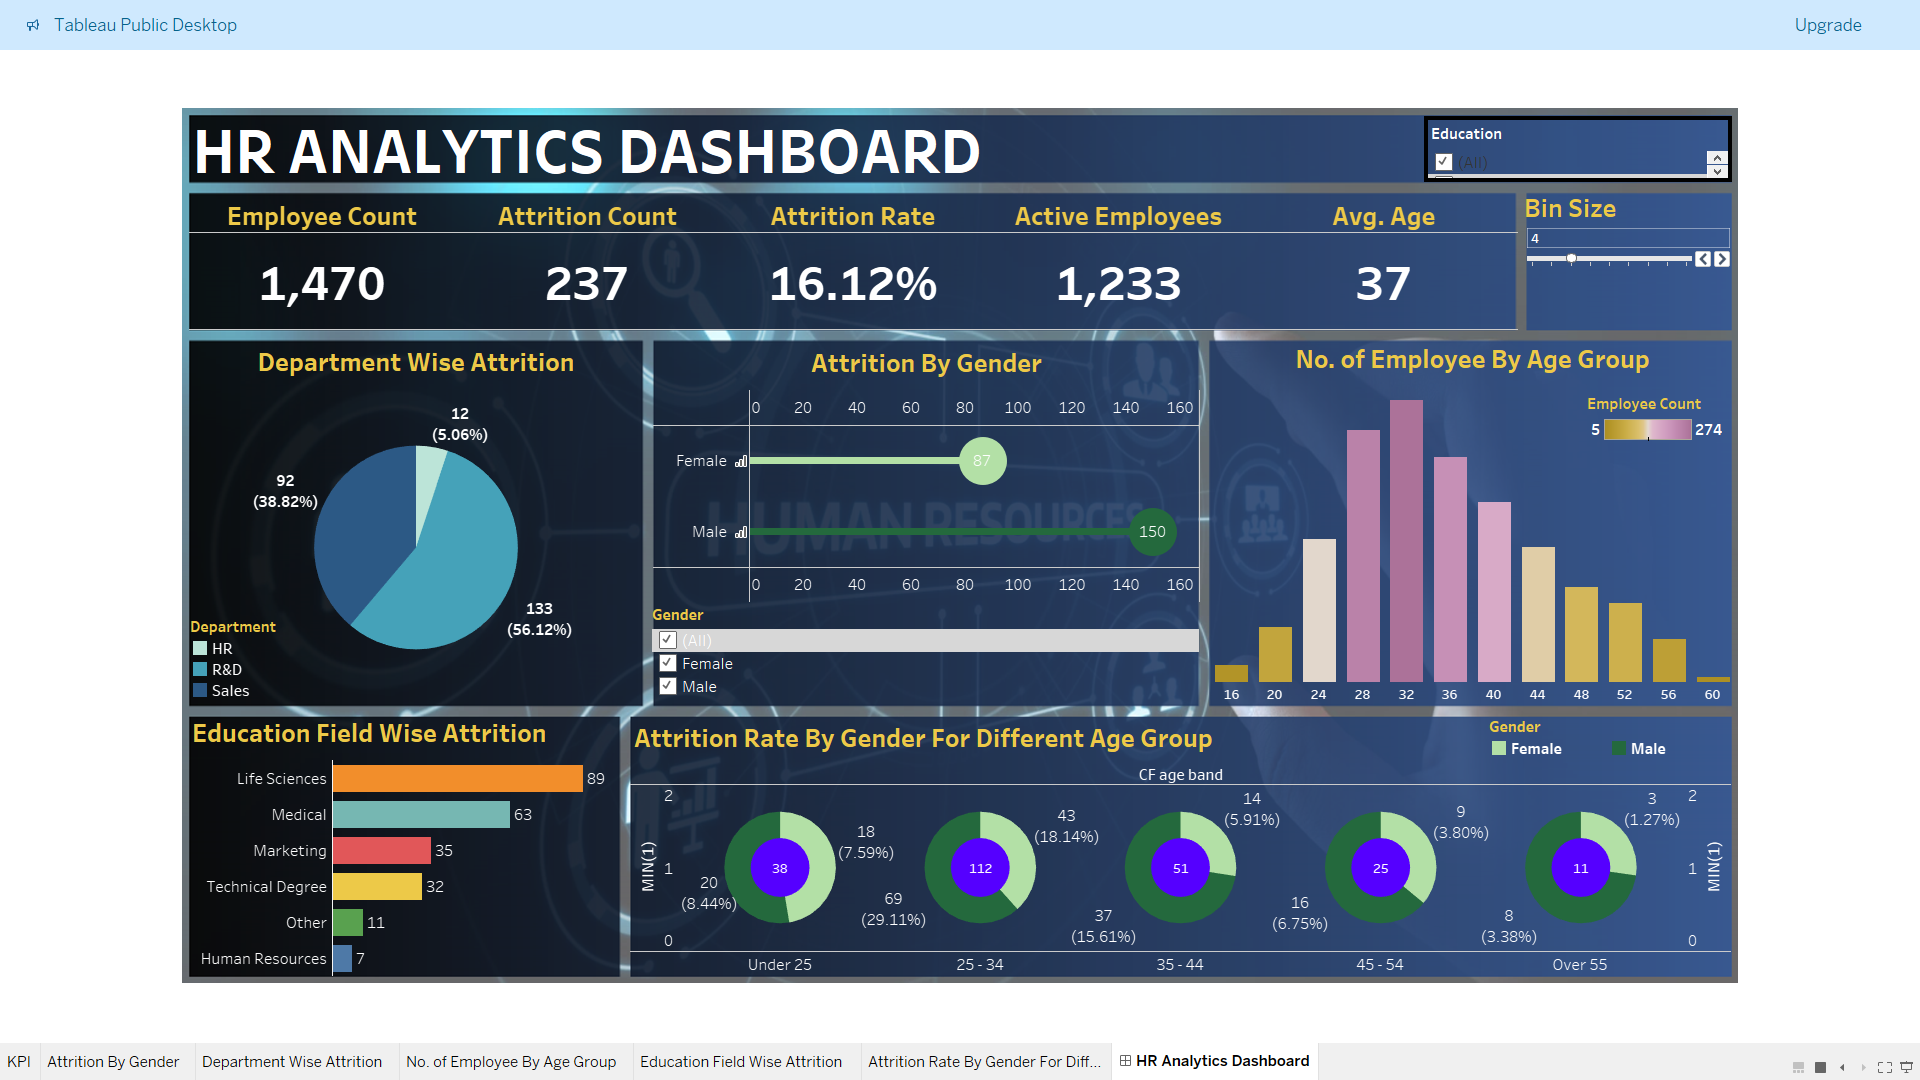 Tableau Public Desktop
Upgrade
HR ANALYTICS DASHBOARD
Education
(All)
Employee Count
Attrition Count
Attrition Rate
Active Employees
Avg. Age
1,470
237
16.12%
1,233
37
Bin Size
4
Department Wise Attrition
12
(5.06%)
92
(38.82%)
133
(56.12%)
Department
HR
R&D
Sales
Attrition By Gender
0 20 40 60 80 100 120 140 160
Female
87
Male
150
HUMAN RESOURCES
0 20 40 60 80 100 120 140 160
Gender
(All)
Female
Male
No. of Employee By Age Group
Employee Count
5 274
16 20 24 28 32 36 40 44 48 52 56 60
Education Field Wise Attrition
Life Sciences 89
Medical 63
Marketing 35
Technical Degree 32
Other 11
Human Resources 7
Attrition Rate By Gender For Different Age Group
Gender
Female Male
CF age band
2
1
0
MIN(1)
18
(7.59%)
38
20
(8.44%)
43
(18.14%)
112
69
(29.11%)
14
(5.91%)
51
37
(15.61%)
9
(3.80%)
25
16
(6.75%)
3
(1.27%)
11
8
(3.38%)
2
1
0
MIN(1)
Under 25
25 - 34
35 - 44
45 - 54
Over 55
KPI
Attrition By Gender
Department Wise Attrition
No. of Employee By Age Group
Education Field Wise Attrition
Attrition Rate By Gender For Diff...
HR Analytics Dashboard